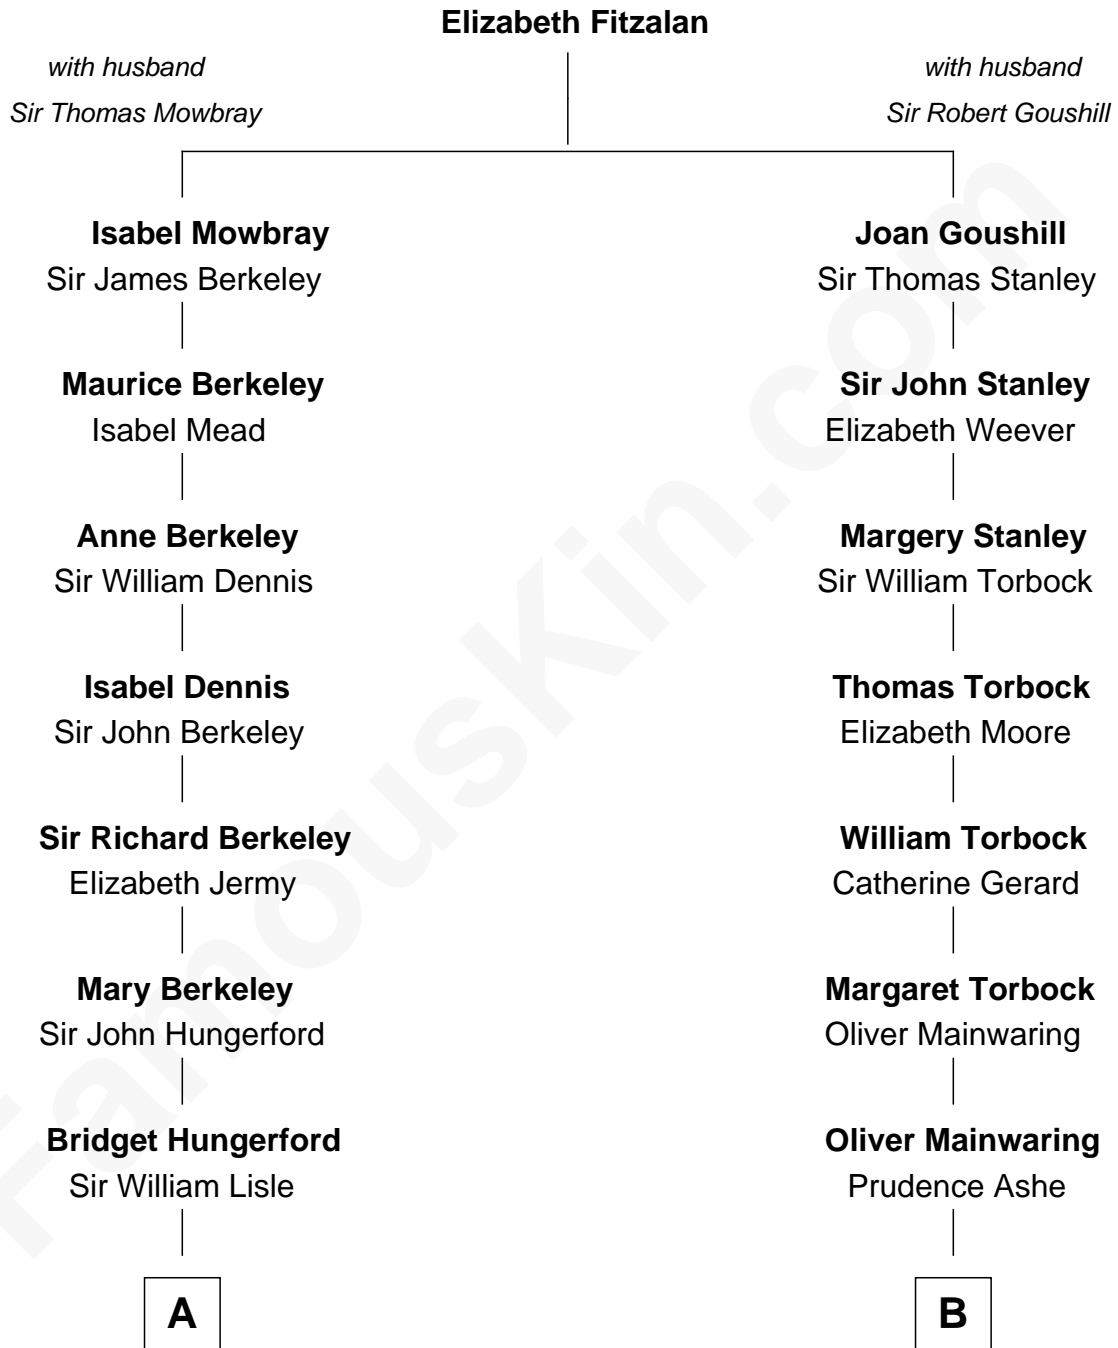 Elizabeth Fitzalan
with husband
Sir Thomas Mowbray
with husband
Sir Robert Goushill
Isabel Mowbray
Sir James Berkeley
Joan Goushill
Sir Thomas Stanley
Maurice Berkeley
Isabel Mead
Sir John Stanley
Elizabeth Weever
Anne Berkeley
Sir William Dennis
Margery Stanley
Sir William Torbock
Isabel Dennis
Sir John Berkeley
Thomas Torbock
Elizabeth Moore
Sir Richard Berkeley
Elizabeth Jermy
William Torbock
Catherine Gerard
Mary Berkeley
Sir John Hungerford
Margaret Torbock
Oliver Mainwaring
Bridget Hungerford
Sir William Lisle
Oliver Mainwaring
Prudence Ashe
A
B
FamousKin.com